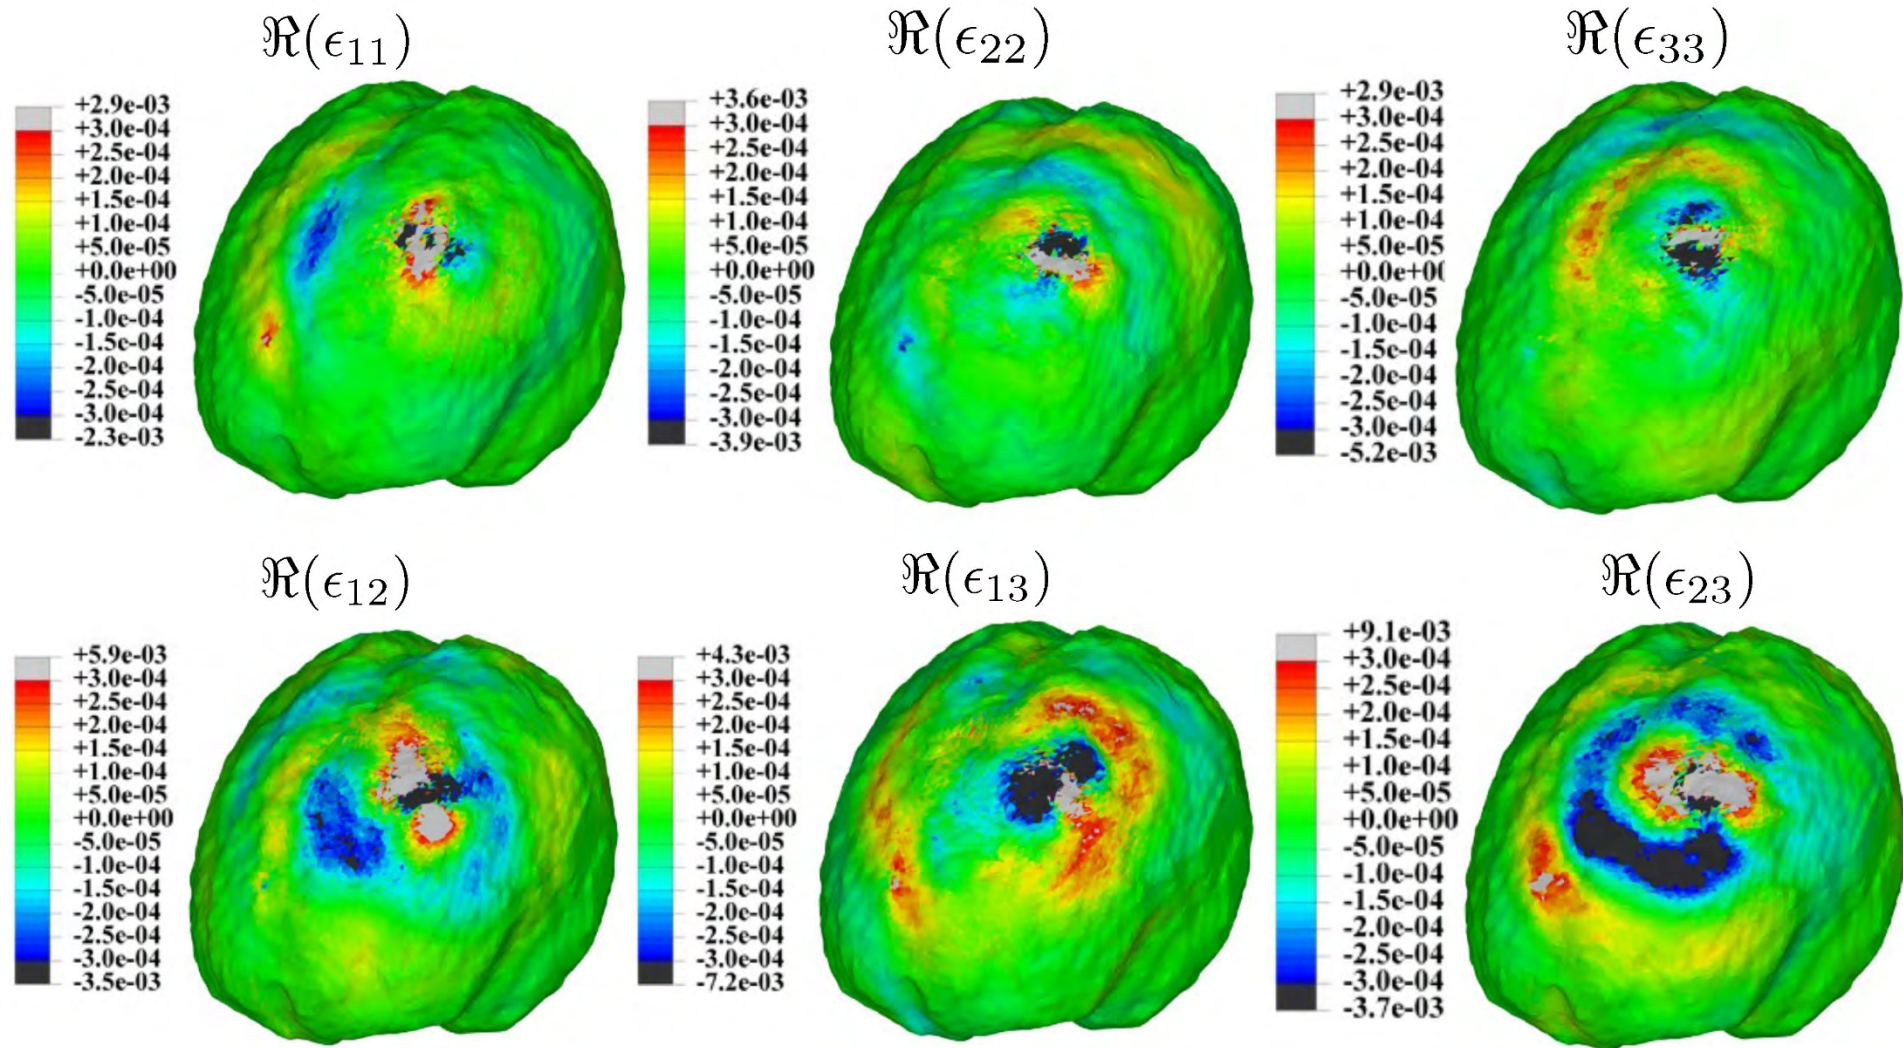 ℜ(ϵ11)
+2.9e-03
+3.0e-04
+2.5e-04
+2.0e-04
+1.5e-04
+1.0e-04
+5.0e-05
+0.0e+00
-5.0e-05
-1.0e-04
-1.5e-04
-2.0e-04
-2.5e-04
-3.0e-04
-2.3e-03
ℜ(ϵ22)
+3.6e-03
+3.0e-04
+2.5e-04
+2.0e-04
+1.5e-04
+1.0e-04
+5.0e-05
+0.0e+00
-5.0e-05
-1.0e-04
-1.5e-04
-2.0e-04
-2.5e-04
-3.0e-04
-3.9e-03
ℜ(ϵ33)
+2.9e-03
+3.0e-04
+2.5e-04
+2.0e-04
+1.5e-04
+1.0e-04
+5.0e-05
+0.0e+00
-5.0e-05
-1.0e-04
-1.5e-04
-2.0e-04
-2.5e-04
-3.0e-04
-5.2e-03
ℜ(ϵ12)
+5.9e-03
+3.0e-04
+2.5e-04
+2.0e-04
+1.5e-04
+1.0e-04
+5.0e-05
+0.0e+00
-5.0e-05
-1.0e-04
-1.5e-04
-2.0e-04
-2.5e-04
-3.0e-04
-3.5e-03
ℜ(ϵ13)
+4.3e-03
+3.0e-04
+2.5e-04
+2.0e-04
+1.5e-04
+1.0e-04
+5.0e-05
+0.0e+00
-5.0e-05
-1.0e-04
-1.5e-04
-2.0e-04
-2.5e-04
-3.0e-04
-7.2e-03
ℜ(ϵ23)
+9.1e-03
+3.0e-04
+2.5e-04
+2.0e-04
+1.5e-04
+1.0e-04
+5.0e-05
+0.0e+00
-5.0e-05
-1.0e-04
-1.5e-04
-2.0e-04
-2.5e-04
-3.0e-04
-3.7e-03